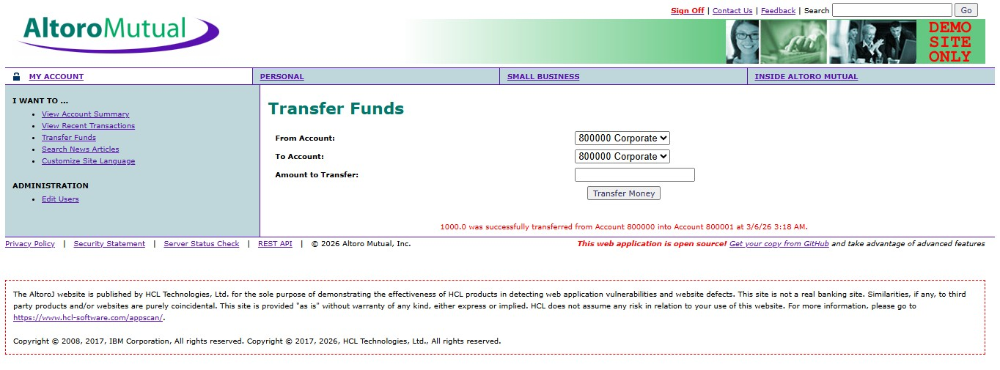 Sign Off | Contact Us | Feedback | Search Go
AltoroMutual
DEMO
SITE
ONLY
MY ACCOUNT PERSONAL SMALL BUSINESS INSIDE ALTORO MUTUAL
I WANT TO ...
• View Account Summary
• View Recent Transactions
• Transfer Funds
• Search News Articles
• Customize Site Language
ADMINISTRATION
• Edit Users
Transfer Funds
From Account: 800000 Corporate
To Account: 800000 Corporate
Amount to Transfer:
Transfer Money
1000.0 was successfully transferred from Account 800000 into Account 800001 at 3/6/26 3:18 AM.
Privacy Policy | Security Statement | Server Status Check | REST API | © 2026 Altoro Mutual, Inc. This web application is open source! Get your copy from GitHub and take advantage of advanced features
The AltoroJ website is published by HCL Technologies, Ltd. for the sole purpose of demonstrating the effectiveness of HCL products in detecting web application vulnerabilities and website defects. This site is not a real banking site. Similarities, if any, to third
party products and/or websites are purely coincidental. This site is provided "as is" without warranty of any kind, either express or implied. HCL does not assume any risk in relation to your use of this website. For more information, please go to
https://www.hcl-software.com/appscan/.
Copyright © 2008, 2017, IBM Corporation, All rights reserved. Copyright © 2017, 2026, HCL Technologies, Ltd., All rights reserved.